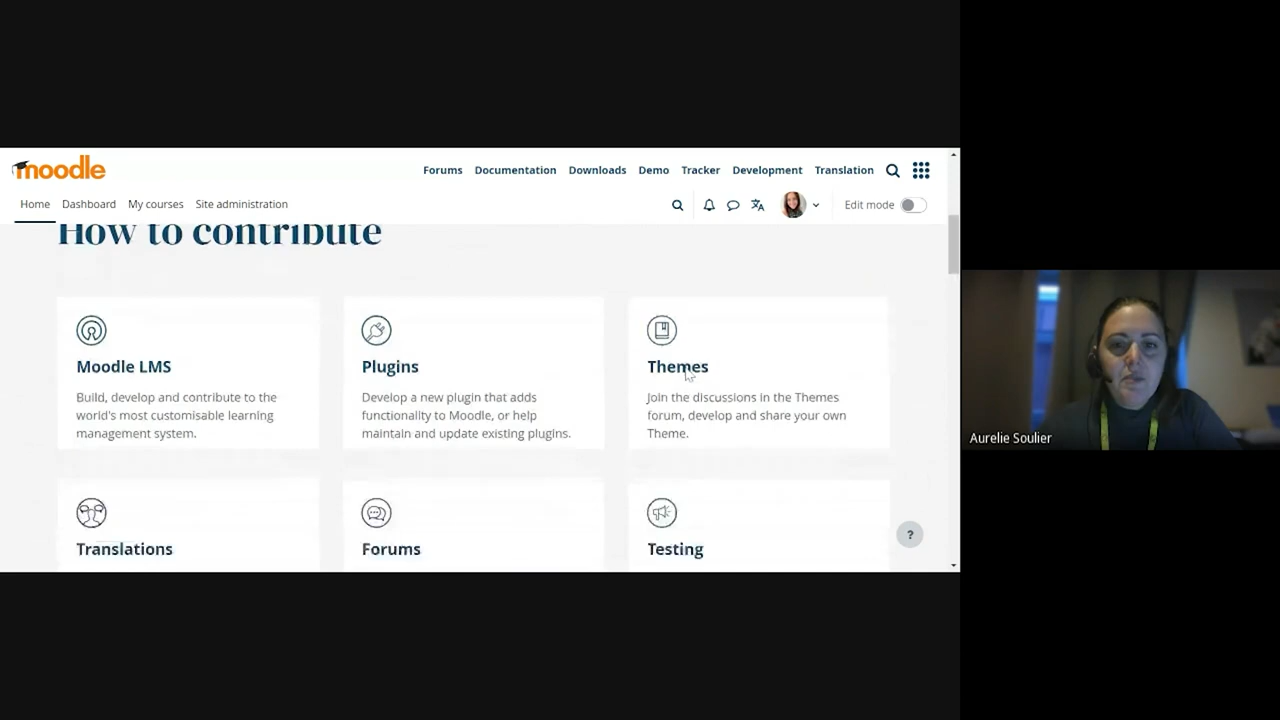 moodle
Forums Documentation Downloads Demo Tracker Development Translation
Home Dashboard My courses Site administration
Edit mode
How to contribute
Moodle LMS
Build, develop and contribute to the
world's most customisable learning
management system.
Plugins
Develop a new plugin that adds
functionality to Moodle, or help
maintain and update existing plugins.
Themes
Join the discussions in the Themes
forum, develop and share your own
Theme.
Translations
Forums
Testing
?
Aurelie Soulier